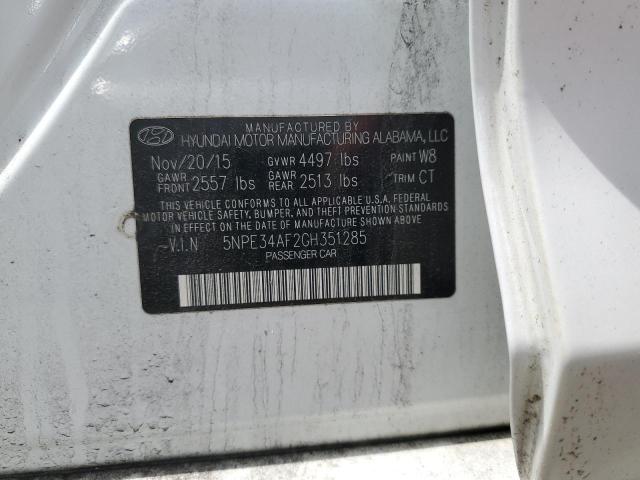 MANUFACTURED BY
HYUNDAI MOTOR MANUFACTURING ALABAMA, LLC
Nov/20/15 GVWR 4497 lbs PAINT W8
GAWR FRONT 2557 lbs GAWR REAR 2513 lbs TRIM CT
THIS VEHICLE CONFORMS TO ALL APPLICABLE U.S.A. FEDERAL
MOTOR VEHICLE SAFETY, BUMPER, AND THEFT PREVENTION STANDARDS
IN EFFECT ON THE DATE OF MANUFACTURE SHOWN ABOVE.
V.I.N 5NPE34AF2GH351285
PASSENGER CAR